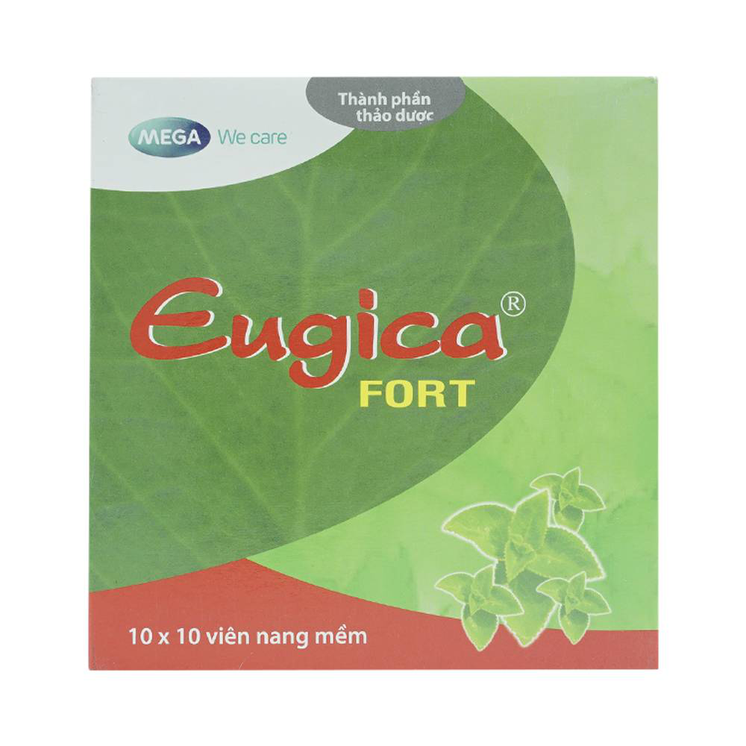 Thành phần
thảo dược
MEGA We care
Eugica®
FORT
10 x 10 viên nang mềm